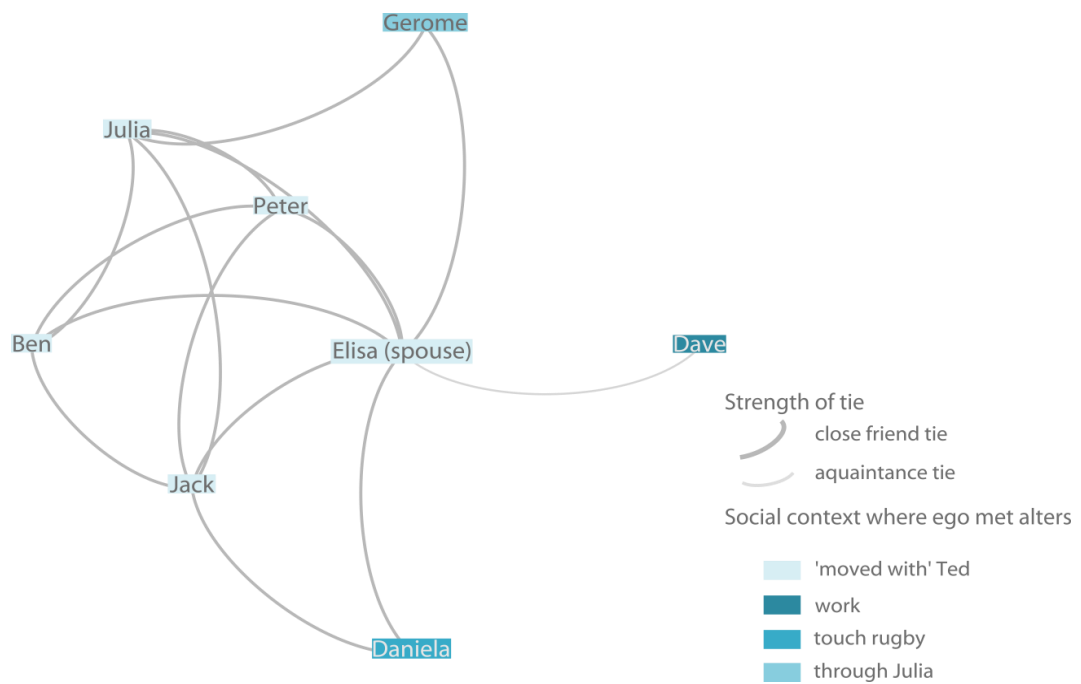 Gerome
Julia
Peter
Ben
Elisa (spouse)
Dave
Jack
Daniela
Strength of tie
close friend tie
aquaintance tie
Social context where ego met alters
'moved with' Ted
work
touch rugby
through Julia